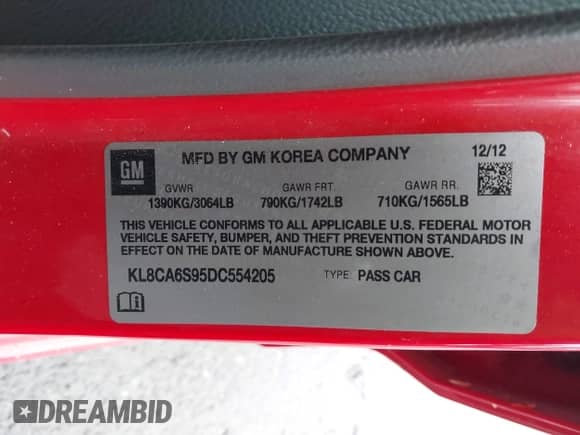 GM MFD BY GM KOREA COMPANY 12/12
GVWR GAWR FRT. GAWR RR.
1390KG/3064LB 790KG/1742LB 710KG/1565LB
THIS VEHICLE CONFORMS TO ALL APPLICABLE U.S. FEDERAL MOTOR
VEHICLE SAFETY, BUMPER, AND THEFT PREVENTION STANDARDS IN
EFFECT ON THE DATE OF MANUFACTURE SHOWN ABOVE.
KL8CA6S95DC554205 TYPE: PASS CAR
DREAMBID